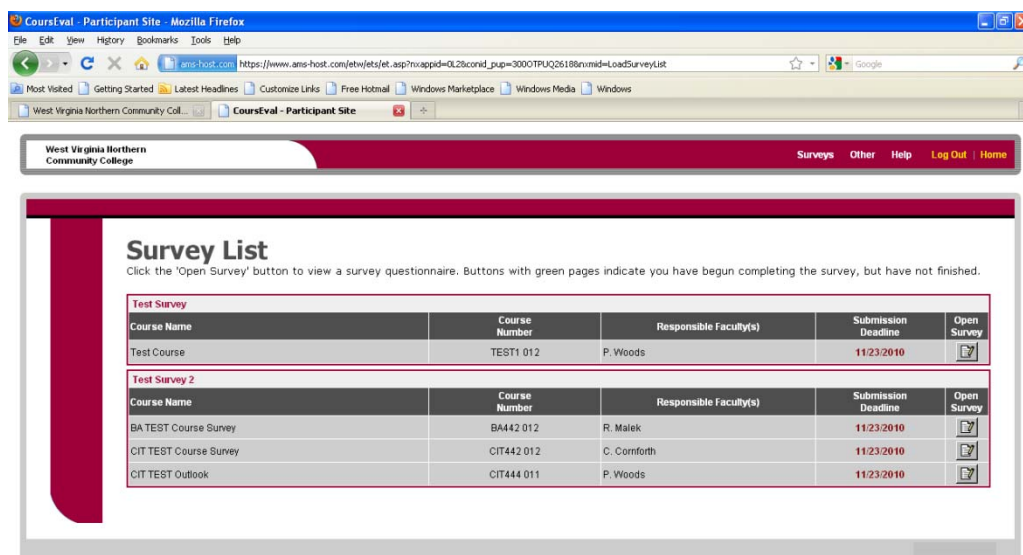 CoursEval - Participant Site - Mozilla Firefox
File Edit View History Bookmarks Tools Help
ams-host.com https://www.ams-host.com/etw/ets/et.asp?nxappid=0L2&conid_pup=300OTPUQ26188nxmid=LoadSurveyList Google
Most Visited Getting Started Latest Headlines Customize Links Free Hotmail Windows Marketplace Windows Media Windows
West Virginia Northern Community Coll... CoursEval - Participant Site
West Virginia Northern
Community College
Surveys Other Help Log Out | Home
Survey List
Click the 'Open Survey' button to view a survey questionnaire. Buttons with green pages indicate you have begun completing the survey, but have not finished.
Test Survey
Course Name Course Number Responsible Faculty(s) Submission Deadline Open Survey
Test Course TEST1 012 P. Woods 11/23/2010
Test Survey 2
Course Name Course Number Responsible Faculty(s) Submission Deadline Open Survey
BA TEST Course Survey BA442 012 R. Malek 11/23/2010
CIT TEST Course Survey CIT442 012 C. Cornforth 11/23/2010
CIT TEST Outlook CIT444 011 P. Woods 11/23/2010